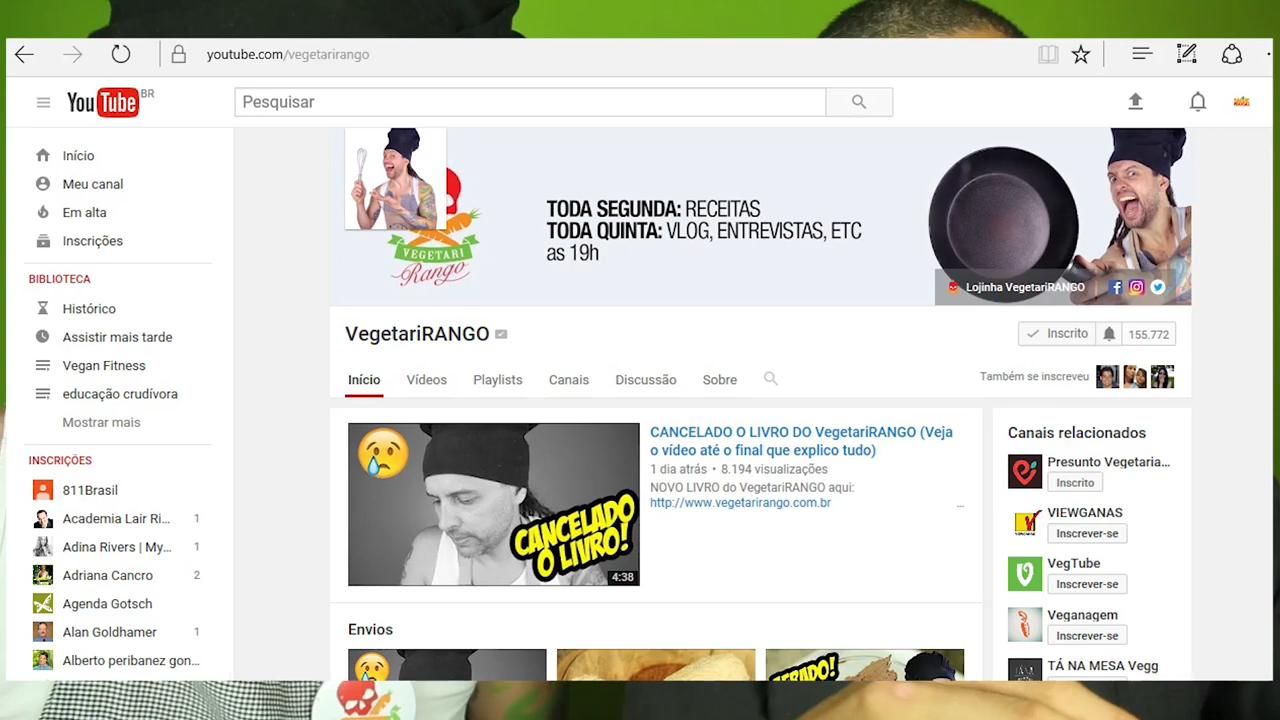 youtube.com/vegetarirango
YouTube BR
Pesquisar
Início
Meu canal
Em alta
Inscrições
BIBLIOTECA
Histórico
Assistir mais tarde
Vegan Fitness
educação crudívora
Mostrar mais
INSCRIÇÕES
811Brasil
Academia Lair Ri... 1
Adina Rivers | My... 1
Adriana Cancro 2
Agenda Gotsch
Alan Goldhamer 1
Alberto peribanez gon...
VEGETARI
Rango
TODA SEGUNDA: RECEITAS
TODA QUINTA: VLOG, ENTREVISTAS, ETC
as 19h
Lojinha VegetariRANGO
VegetariRANGO
Inscrito 155.772
Início Vídeos Playlists Canais Discussão Sobre
Também se inscreveu
CANCELADO
O LIVRO!
4:38
CANCELADO O LIVRO DO VegetariRANGO (Veja
o vídeo até o final que explico tudo)
1 dia atrás • 8.194 visualizações
NOVO LIVRO do VegetariRANGO aqui:
http://www.vegetarirango.com.br
...
Envios
Canais relacionados
Presunto Vegetaria...
Inscrito
VIEWGANAS
Inscrever-se
VegTube
Inscrever-se
Veganagem
Inscrever-se
TÁ NA MESA Vegg